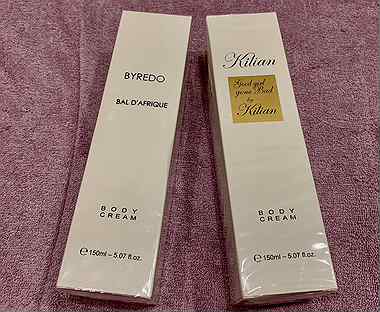 BYREDO
BAL D'AFRIQUE
BODY
CREAM
℮150ml – 5.07 fl.oz.
Kilian
Good girl
gone Bad
by
Kilian
BODY
CREAM
℮150ml – 5.07 fl.oz.